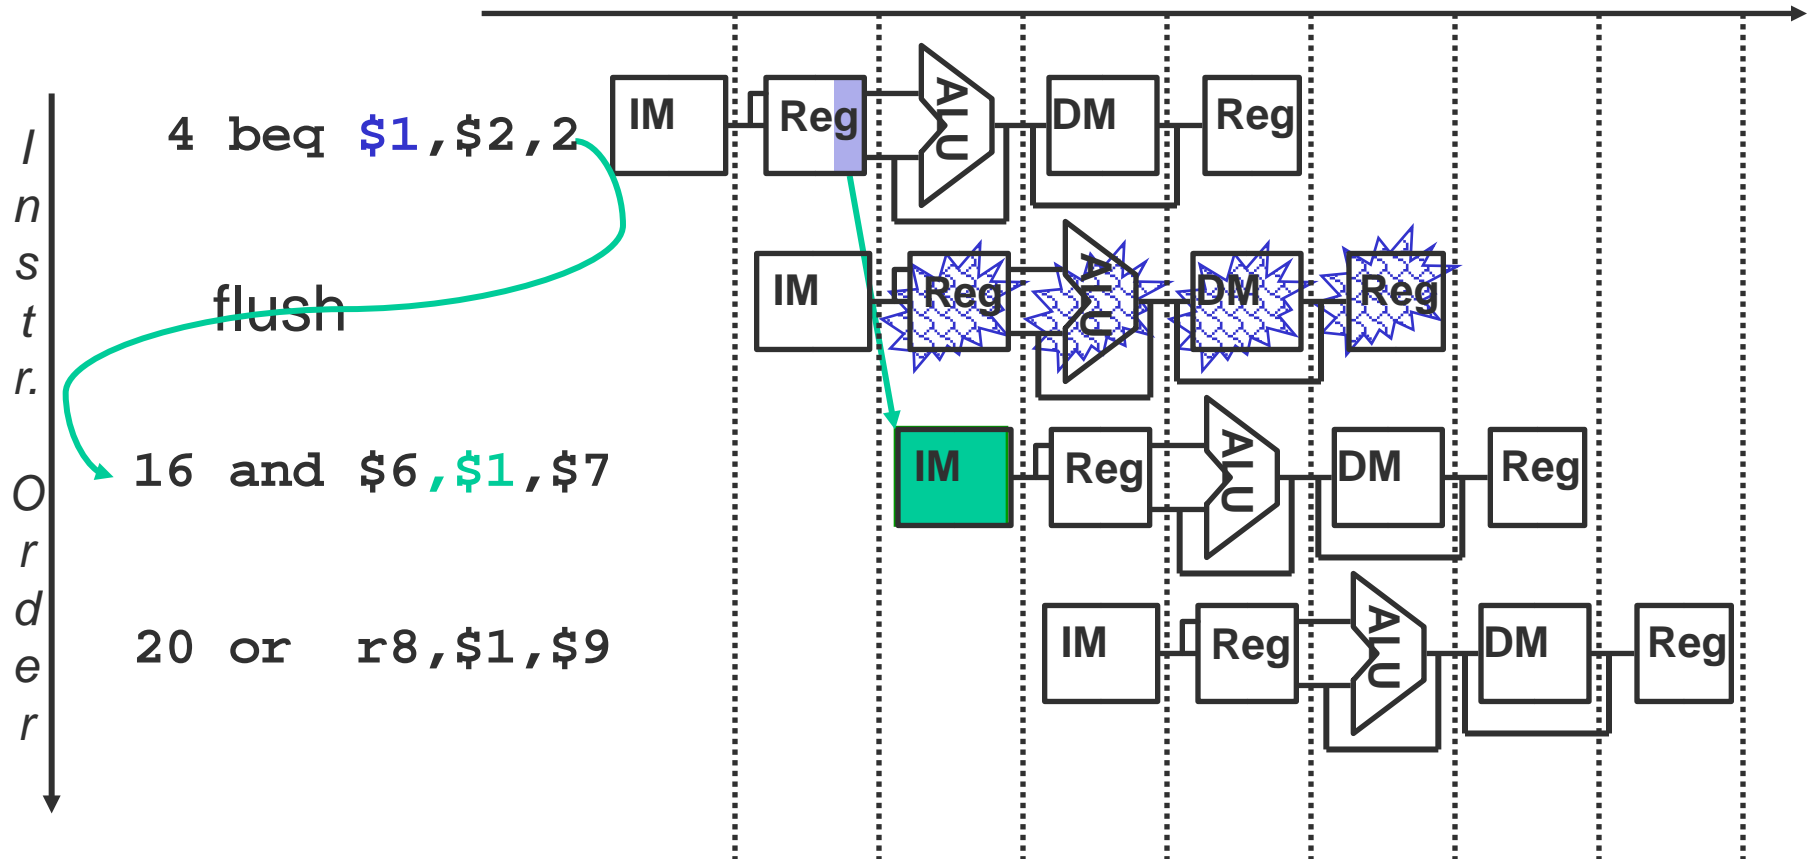 Instr. Order
4 beq $1,$2,2
IM Reg ALU DM Reg
flush
IM Reg ALU DM Reg
16 and $6,$1,$7
IM Reg ALU DM Reg
20 or r8,$1,$9
IM Reg ALU DM Reg